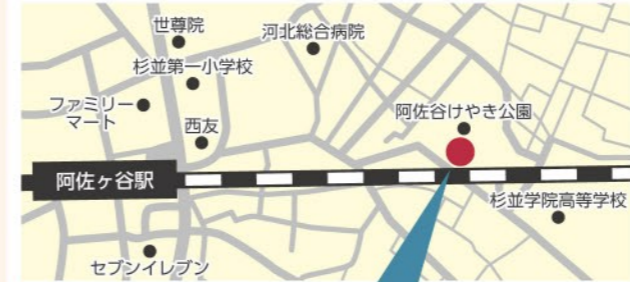 世尊院
河北総合病院
杉並第一小学校
ファミリー
マート
阿佐谷けやき公園
西友
阿佐ヶ谷駅
杉並学院高等学校
セブンイレブン